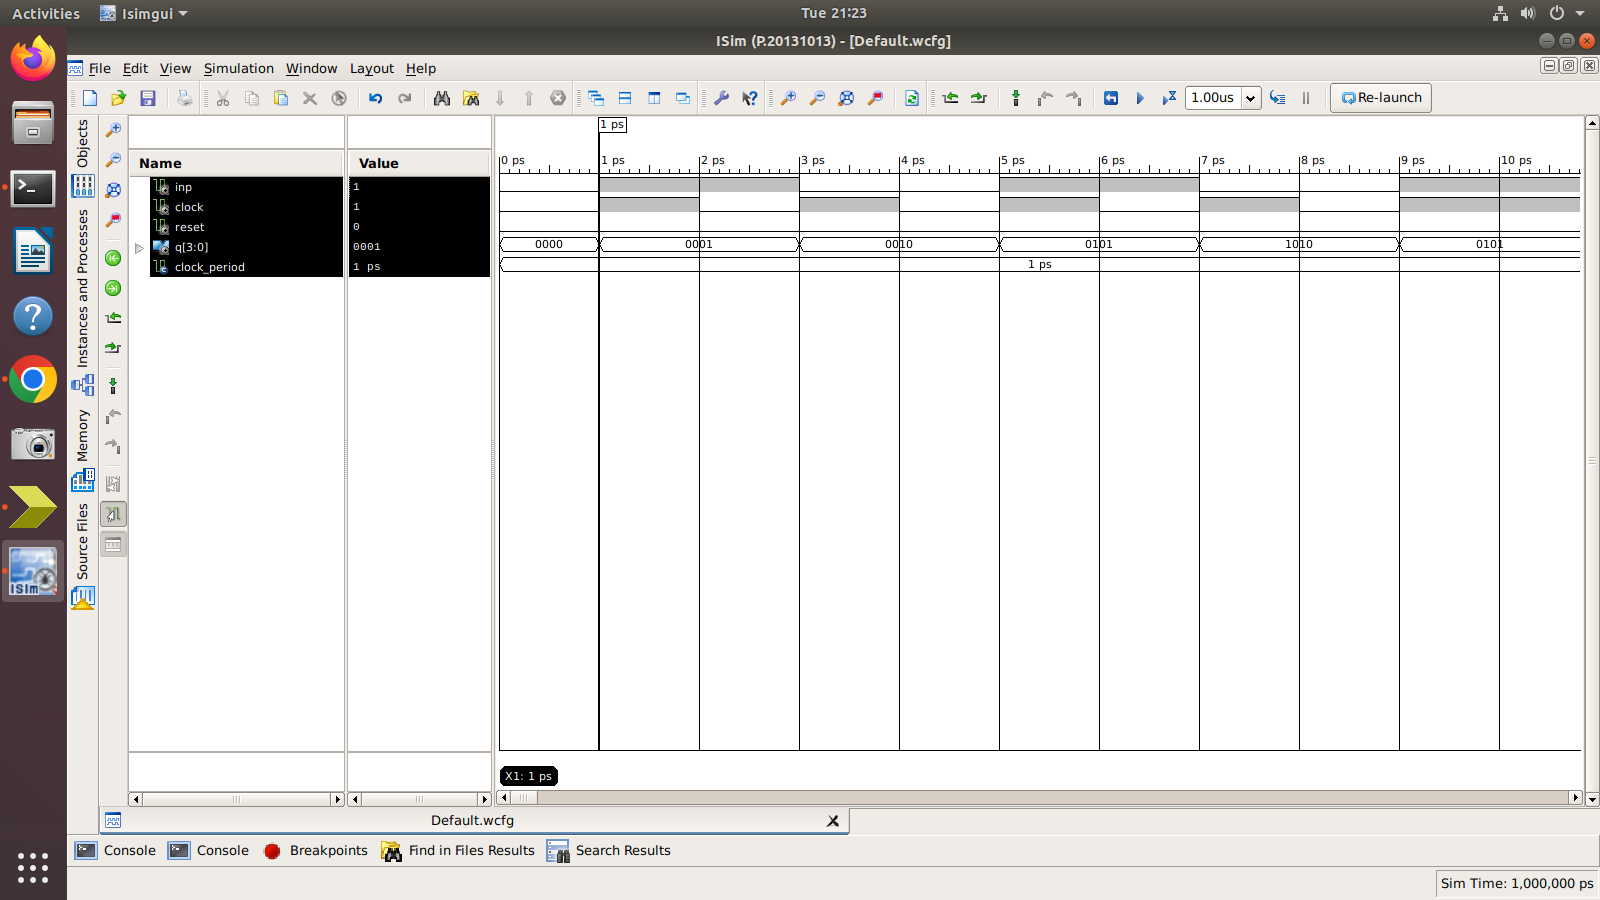 Activities Isimgui Tue 21:23
ISim (P.20131013) - [Default.wcfg]
File Edit View Simulation Window Layout Help
1.00us Re-launch
Objects
Instances and Processes
Memory
Source Files
1 ps
Name Value
0 ps 1 ps 2 ps 3 ps 4 ps 5 ps 6 ps 7 ps 8 ps 9 ps 10 ps
inp 1
clock 1
reset 0
q[3:0] 0001 0000 0001 0010 0101 1010 0101
clock_period 1 ps 1 ps
X1: 1 ps
Default.wcfg
Console Console Breakpoints Find in Files Results Search Results
Sim Time: 1,000,000 ps
ISim